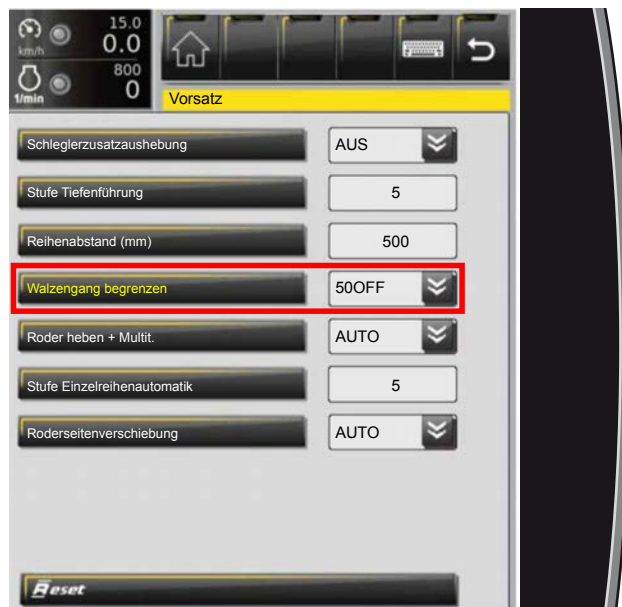 15.0
km/h 0.0
800
1/min 0
Vorsatz
Schleglerzusatzaushebung AUS
Stufe Tiefenführung 5
Reihenabstand (mm) 500
Walzengang begrenzen 50OFF
Roder heben + Multit. AUTO
Stufe Einzelreihenautomatik 5
Roderseitenverschiebung AUTO
Reset